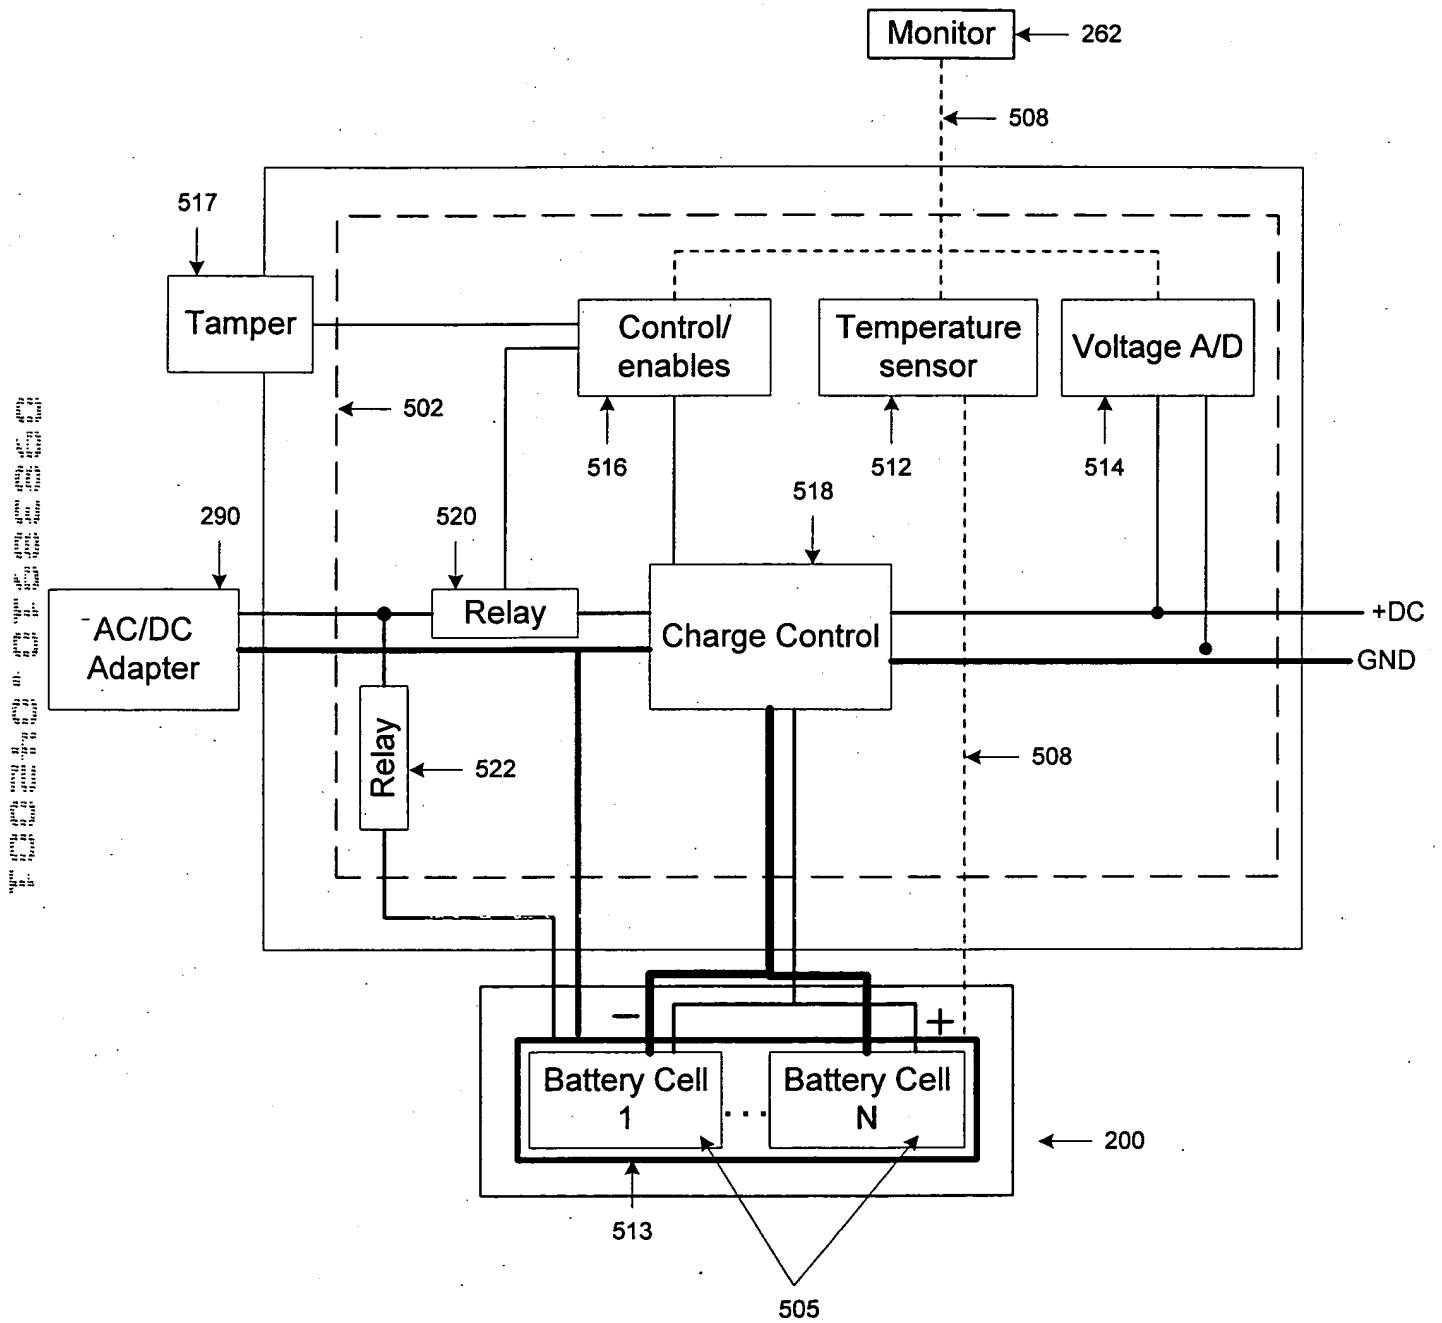 Monitor
262
508
517
Tamper
Control/
enables
Temperature
sensor
Voltage A/D
502
516
512
514
518
290
520
AC/DC
Adapter
Relay
Charge Control
+DC
GND
Relay
522
508
−
+
Battery Cell
1
...
Battery Cell
N
200
513
505